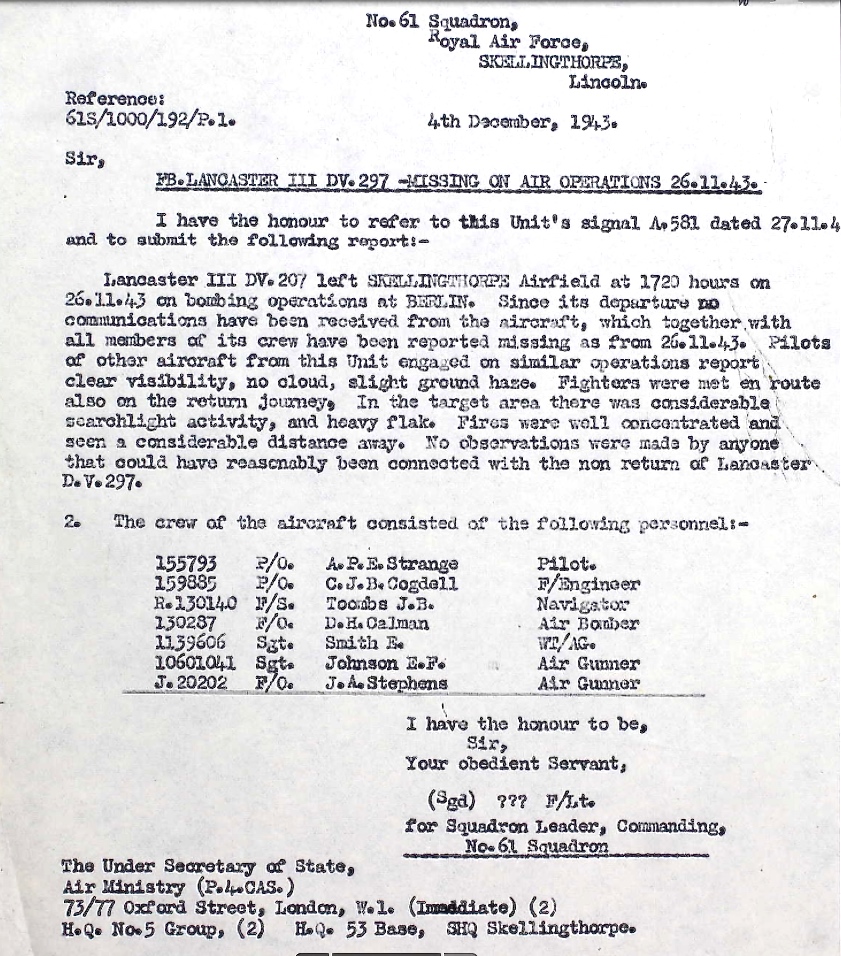 No.61 Squadron,
Royal Air Force,
SKELLINGTHORPE,
Lincoln.
Reference:
61S/1000/192/P.1.
4th December, 1943.
Sir,
FB.LANCASTER III DV.297 -MISSING ON AIR OPERATIONS 26.11.43.
I have the honour to refer to this Unit's signal A.581 dated 27.11.4
and to submit the following report:-
Lancaster III DV.207 left SKELLINGTHORPE Airfield at 1720 hours on
26.11.43 on bombing operations at BERLIN. Since its departure no
communications have been received from the aircraft, which together with
all members of its crew have been reported missing as from 26.11.43. Pilots
of other aircraft from this Unit engaged on similar operations report
clear visibility, no cloud, slight ground haze. Fighters were met en route
also on the return journey. In the target area there was considerable
searchlight activity, and heavy flak. Fires were well concentrated and
seen a considerable distance away. No observations were made by anyone
that could have reasonably been connected with the non return of Lancaster
D.V.297.
2. The crew of the aircraft consisted of the following personnel:-
155793 P/O. A.P.E.Strange Pilot.
159885 P/O. C.J.B.Cogdell F/Engineer
R.130140 F/S. Toombs J.B. Navigator
130287 F/O. D.H.Calman Air Bomber
1139606 Sgt. Smith E. WT/AG.
10601041 Sgt. Johnson E.F. Air Gunner
J.20202 F/O. J.A.Stephens Air Gunner
I have the honour to be,
Sir,
Your obedient Servant,
(Sgd) ??? F/Lt.
for Squadron Leader, Commanding,
No.61 Squadron
The Under Secretary of State,
Air Ministry (P.4.CAS.)
73/77 Oxford Street, London, W.1. (Immediate) (2)
H.Q. No.5 Group, (2) H.Q. 53 Base, SHQ Skellingthorpe.